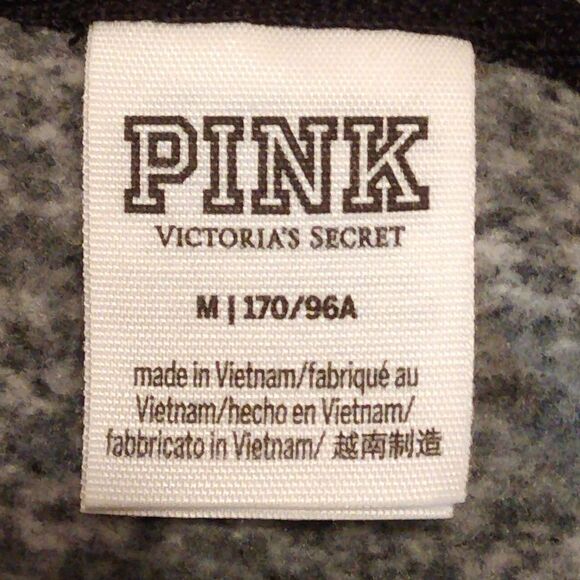 PINK
VICTORIA'S SECRET
M | 170/96A
made in Vietnam/fabriqué au
Vietnam/hecho en Vietnam/
fabbricato in Vietnam/ 越南制造